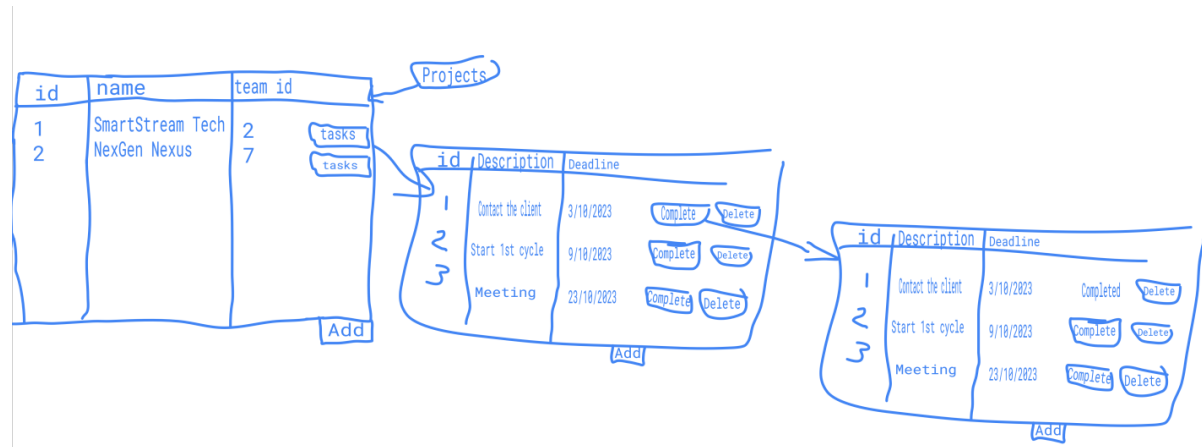 Projects
id name team id
1 SmartStream Tech 2 tasks
2 NexGen Nexus 7 tasks
Add
id Description Deadline
1 Contact the client 3/10/2023 Complete Delete
2 Start 1st cycle 9/10/2023 Complete Delete
3 Meeting 23/10/2023 Complete Delete
Add
id Description Deadline
1 Contact the client 3/10/2023 Completed Delete
2 Start 1st cycle 9/10/2023 Complete Delete
3 Meeting 23/10/2023 Complete Delete
Add